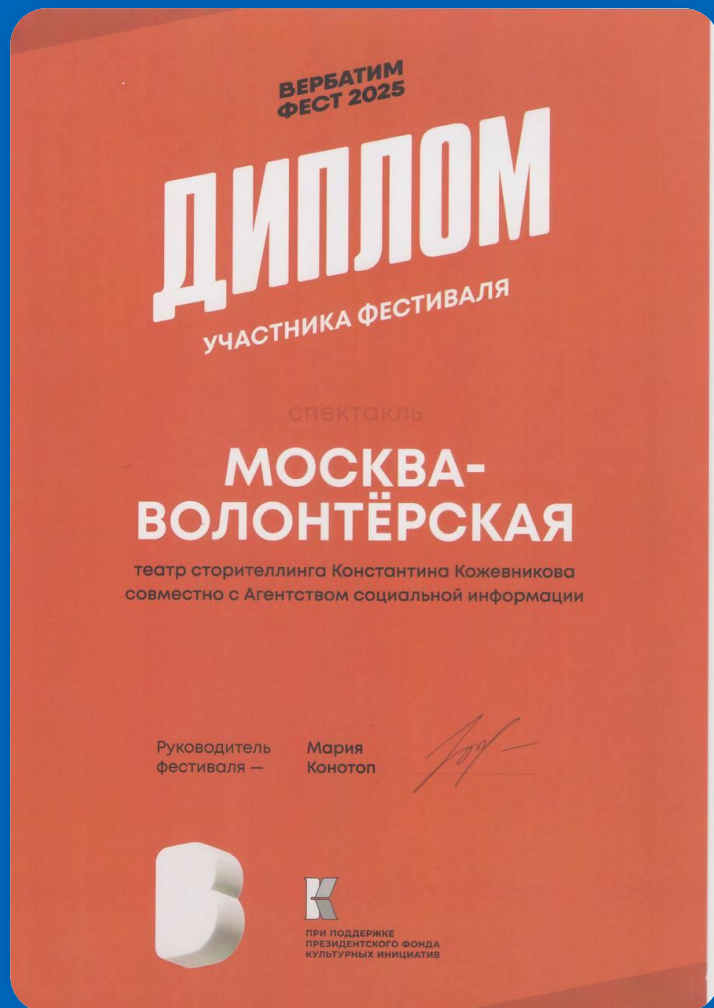 ВЕРБАТИМ
ФЕСТ 2025
ДИПЛОМ
УЧАСТНИКА ФЕСТИВАЛЯ
спектакль
МОСКВА-
ВОЛОНТЁРСКАЯ
театр сторителлинга Константина Кожевникова
совместно с Агентством социальной информации
Руководитель
фестиваля —
Мария
Конотоп
В
К
ПРИ ПОДДЕРЖКЕ
ПРЕЗИДЕНТСКОГО ФОНДА
КУЛЬТУРНЫХ ИНИЦИАТИВ